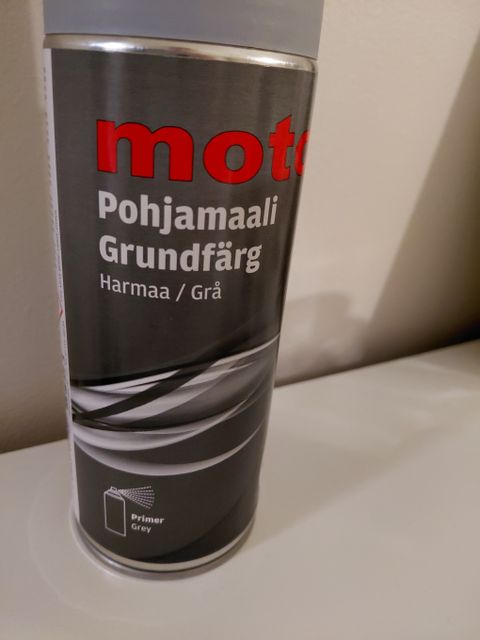 moto
Pohjamaali
Grundfärg
Harmaa / Grå
Primer
Grey